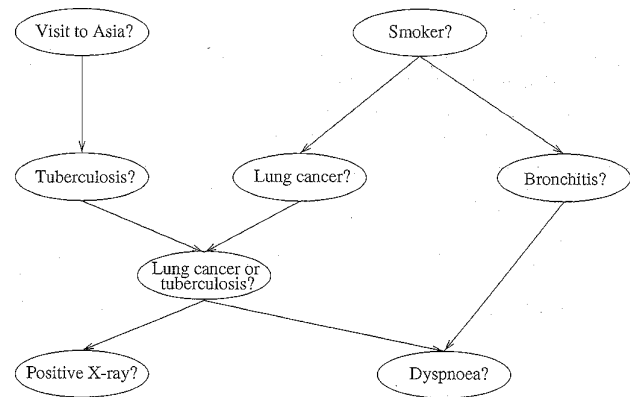 Visit to Asia?
Smoker?
Tuberculosis?
Lung cancer?
Bronchitis?
Lung cancer or
tuberculosis?
Positive X-ray?
Dyspnoea?